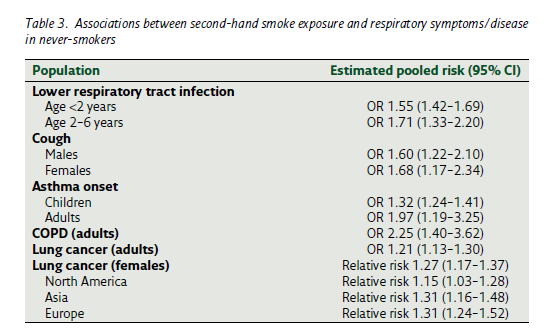 Table 3. Associations between second-hand smoke exposure and respiratory symptoms/disease
in never-smokers
Population Estimated pooled risk (95% CI)
Lower respiratory tract infection
Age <2 years OR 1.55 (1.42–1.69)
Age 2–6 years OR 1.71 (1.33–2.20)
Cough
Males OR 1.60 (1.22–2.10)
Females OR 1.68 (1.17–2.34)
Asthma onset
Children OR 1.32 (1.24–1.41)
Adults OR 1.97 (1.19–3.25)
COPD (adults) OR 2.25 (1.40–3.62)
Lung cancer (adults) OR 1.21 (1.13–1.30)
Lung cancer (females) Relative risk 1.27 (1.17–1.37)
North America Relative risk 1.15 (1.03–1.28)
Asia Relative risk 1.31 (1.16–1.48)
Europe Relative risk 1.31 (1.24–1.52)